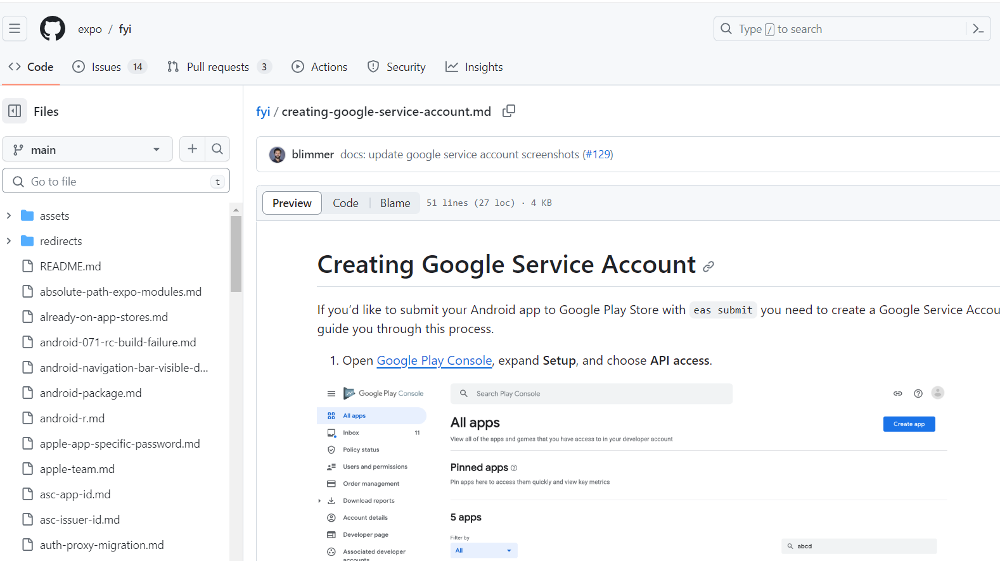 expo / fyi
Type / to search
Code
Issues 14
Pull requests 3
Actions
Security
Insights
Files
main
Go to file
t
assets
redirects
README.md
absolute-path-expo-modules.md
already-on-app-stores.md
android-071-rc-build-failure.md
android-navigation-bar-visible-d...
android-package.md
android-r.md
apple-app-specific-password.md
apple-team.md
asc-app-id.md
asc-issuer-id.md
auth-proxy-migration.md
fyi / creating-google-service-account.md
blimmer docs: update google service account screenshots (#129)
Preview
Code
Blame
51 lines (27 loc) · 4 KB
Creating Google Service Account
If you’d like to submit your Android app to Google Play Store with eas submit you need to create a Google Service Accou
guide you through this process.
1. Open Google Play Console, expand Setup, and choose API access.
Google Play Console
Search Play Console
All apps
Inbox 11
Policy status
Users and permissions
Order management
Download reports
Account details
Developer page
Associated developer
accounts
All apps
Create app
View all of the apps and games that you have access to in your developer account
Pinned apps
Pin apps here to access them quickly and view key metrics
5 apps
Filter by
All
abcd